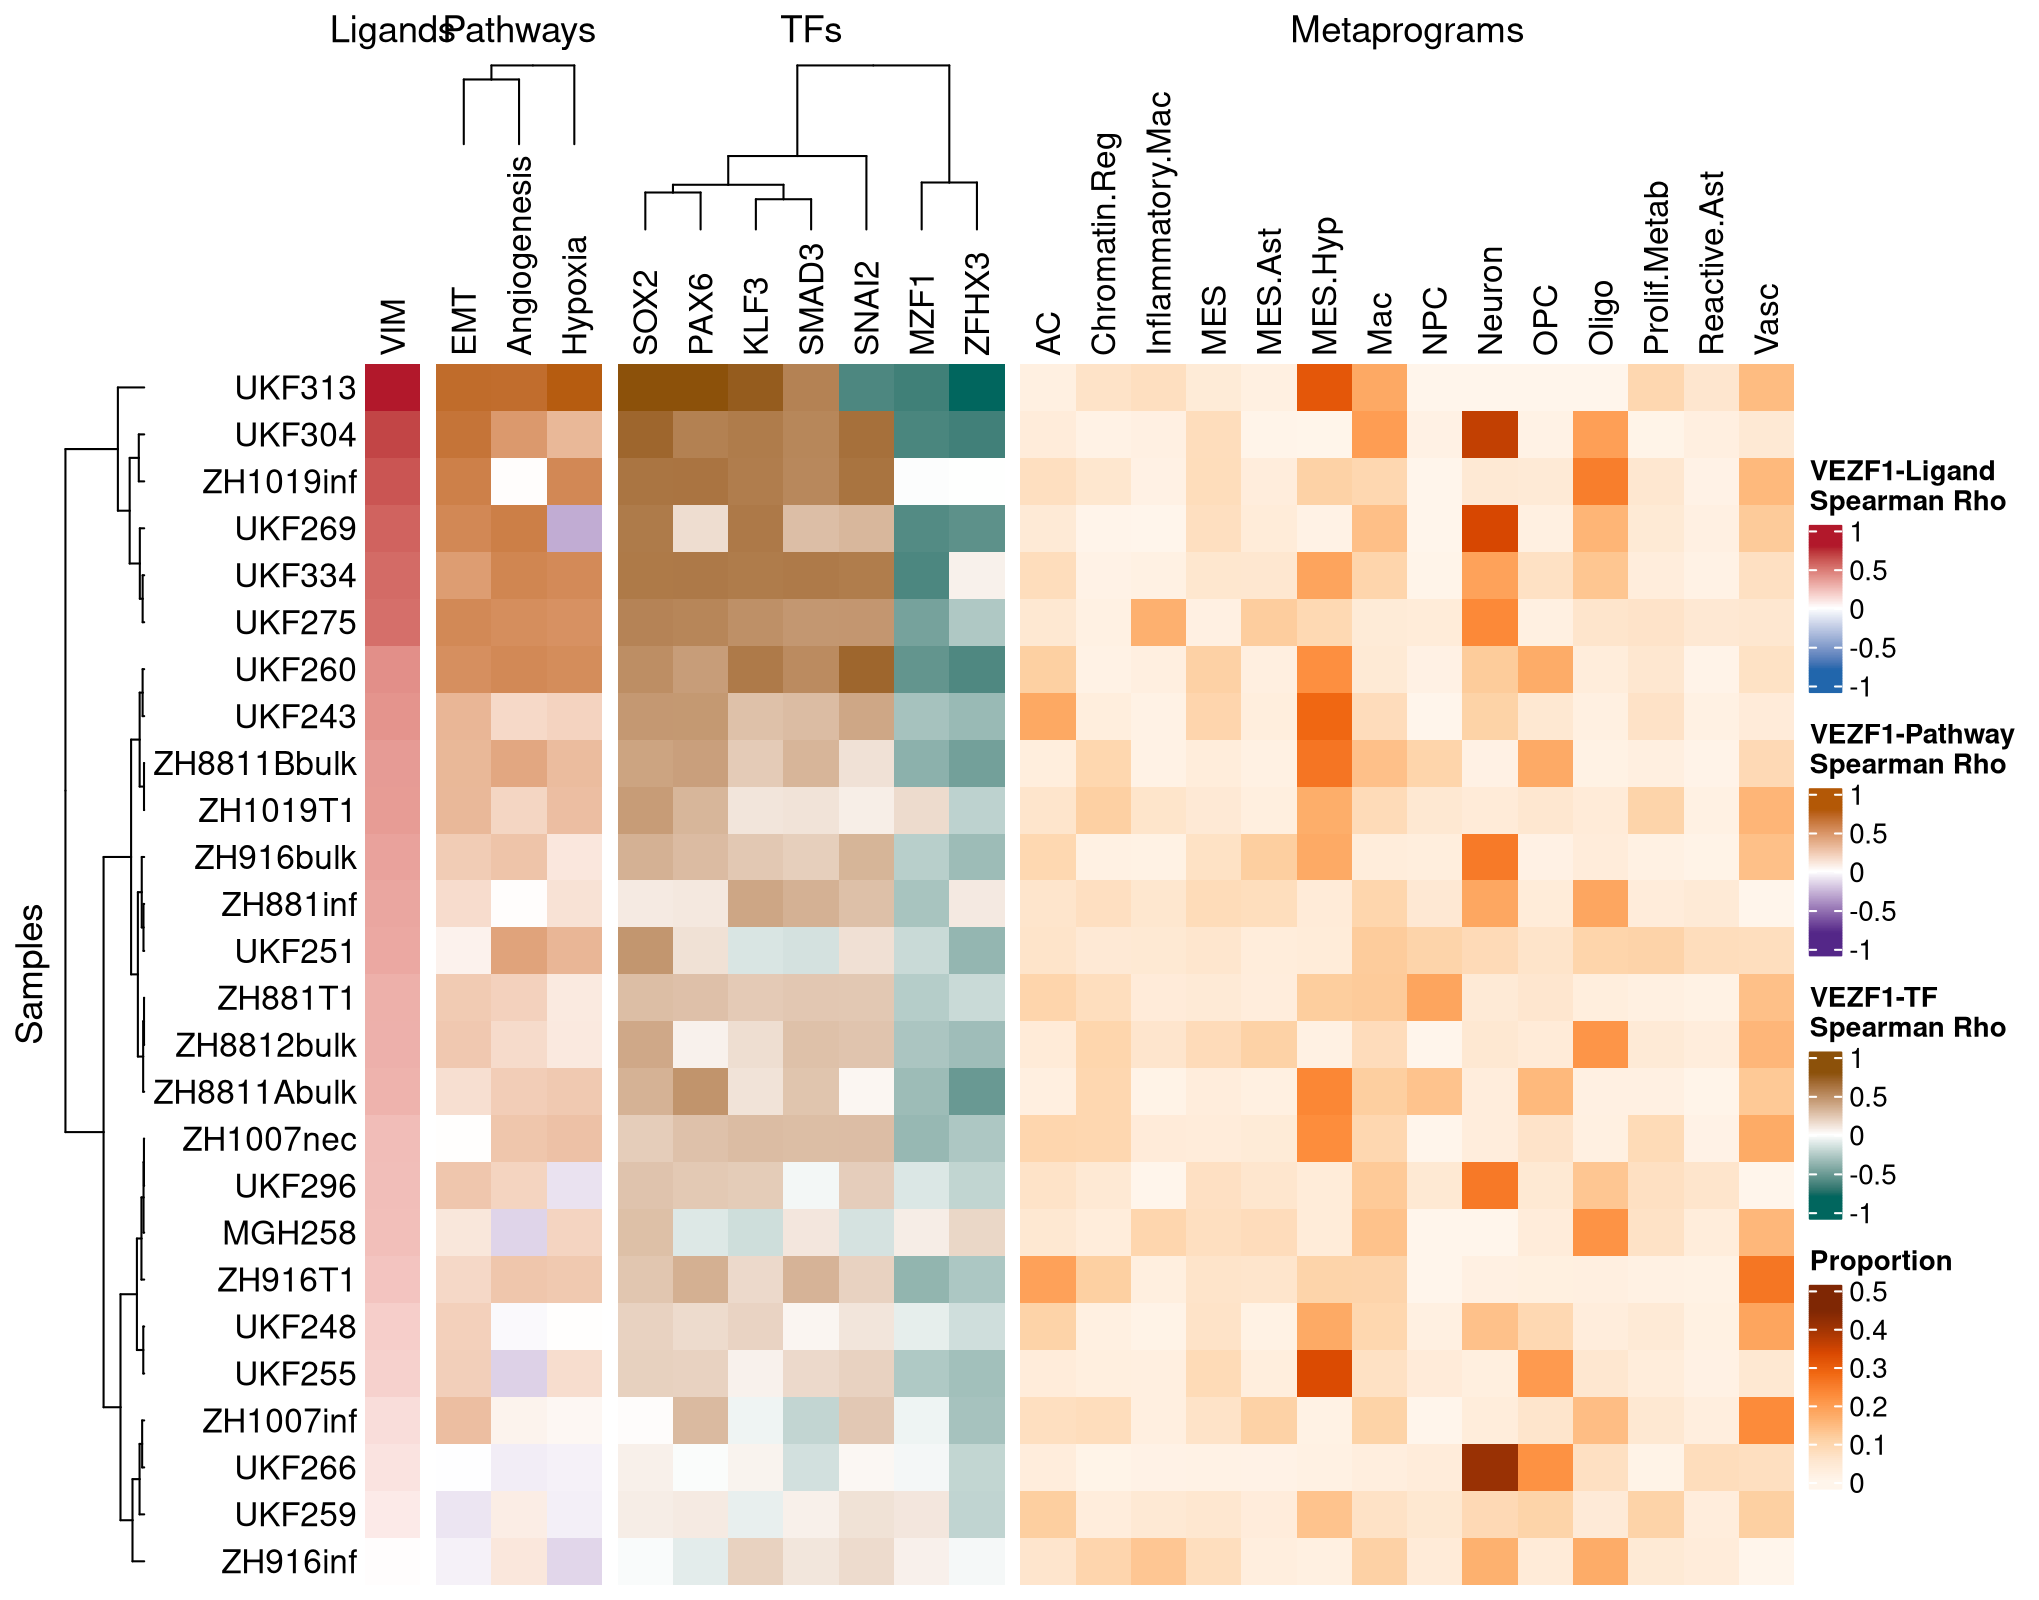 Ligands Pathways TFs Metaprograms
VIM EMT Angiogenesis Hypoxia SOX2 PAX6 KLF3 SMAD3 SNAI2 MZF1 ZFHX3 AC Chromatin.Reg Inflammatory.Mac MES MES.Ast MES.Hyp Mac NPC Neuron OPC Oligo Prolif.Metab Reactive.Ast Vasc
Samples
UKF313
UKF304
ZH1019inf
UKF269
UKF334
UKF275
UKF260
UKF243
ZH8811Bbulk
ZH1019T1
ZH916bulk
ZH881inf
UKF251
ZH881T1
ZH8812bulk
ZH8811Abulk
ZH1007nec
UKF296
MGH258
ZH916T1
UKF248
UKF255
ZH1007inf
UKF266
UKF259
ZH916inf
VEZF1-Ligand
Spearman Rho
1
0.5
0
-0.5
-1
VEZF1-Pathway
Spearman Rho
1
0.5
0
-0.5
-1
VEZF1-TF
Spearman Rho
1
0.5
0
-0.5
-1
Proportion
0.5
0.4
0.3
0.2
0.1
0